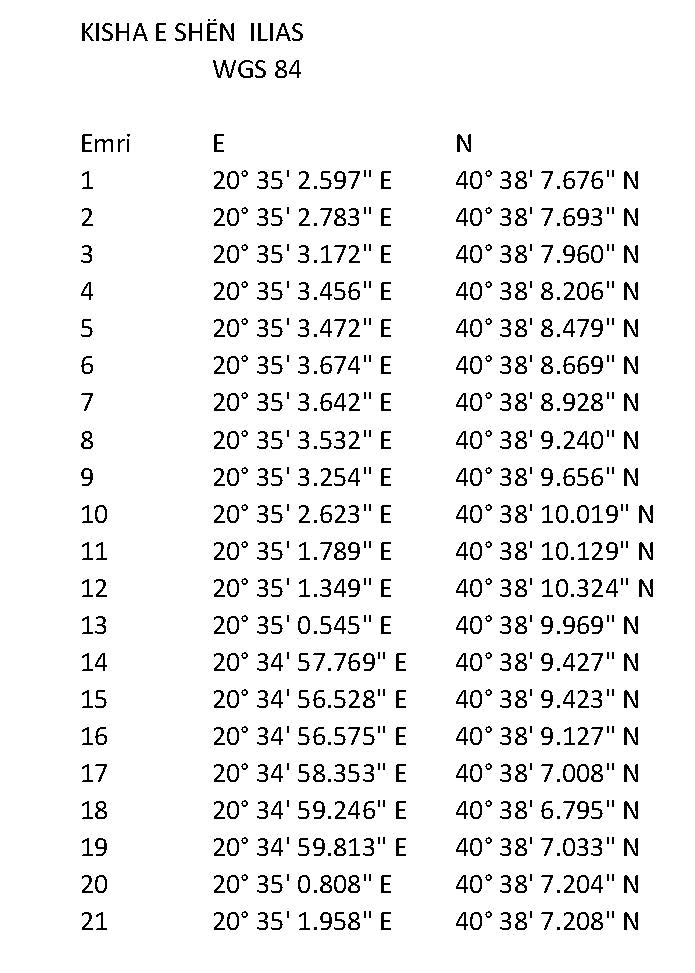 KISHA E SHËN  ILIAS
WGS 84
Emri E N
1 20° 35' 2.597" E 40° 38' 7.676" N
2 20° 35' 2.783" E 40° 38' 7.693" N
3 20° 35' 3.172" E 40° 38' 7.960" N
4 20° 35' 3.456" E 40° 38' 8.206" N
5 20° 35' 3.472" E 40° 38' 8.479" N
6 20° 35' 3.674" E 40° 38' 8.669" N
7 20° 35' 3.642" E 40° 38' 8.928" N
8 20° 35' 3.532" E 40° 38' 9.240" N
9 20° 35' 3.254" E 40° 38' 9.656" N
10 20° 35' 2.623" E 40° 38' 10.019" N
11 20° 35' 1.789" E 40° 38' 10.129" N
12 20° 35' 1.349" E 40° 38' 10.324" N
13 20° 35' 0.545" E 40° 38' 9.969" N
14 20° 34' 57.769" E 40° 38' 9.427" N
15 20° 34' 56.528" E 40° 38' 9.423" N
16 20° 34' 56.575" E 40° 38' 9.127" N
17 20° 34' 58.353" E 40° 38' 7.008" N
18 20° 34' 59.246" E 40° 38' 6.795" N
19 20° 34' 59.813" E 40° 38' 7.033" N
20 20° 35' 0.808" E 40° 38' 7.204" N
21 20° 35' 1.958" E 40° 38' 7.208" N